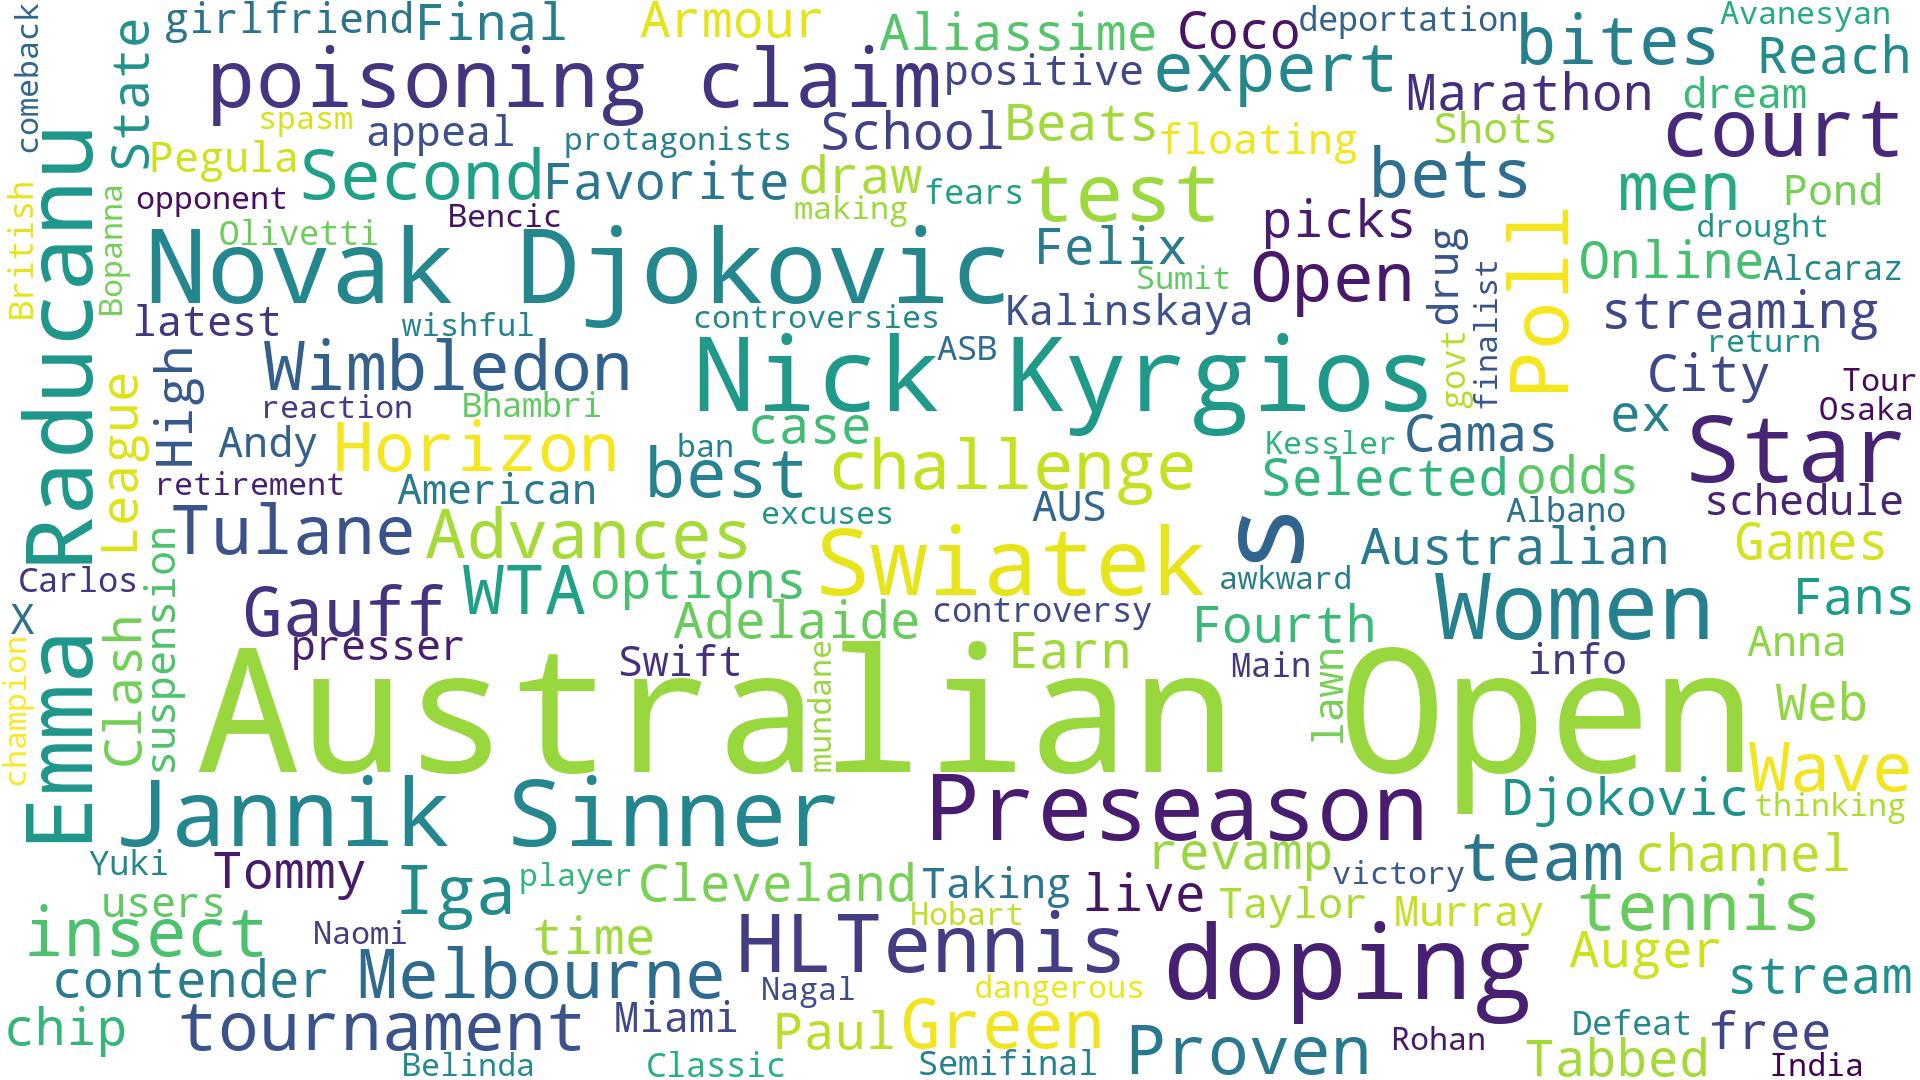 comeback
State
girlfriend
Final
Armour
Aliassime
Coco
deportation
bites
Avanesyan
Reach
poisoning claim
positive
expert
Marathon
dream
court
spasm
appeal
protagonists
School
Beats
floating
Shots
Pegula
Second
Favorite
draw
fears
test
bets
men
Pond
opponent
Bencic
making
picks
drought
British
Bopanna
Raducanu
Olivetti
Novak Djokovic
Felix
Sumit
Open
drug
Poll
Online
Alcaraz
latest
wishful
controversies
Kalinskaya
finalist
streaming
return
High
Wimbledon
ASB
Nick Kyrgios
govt
City
Tour
League
reaction
Bhambri
case
ex
Osaka
Andy
Horizon
ban
best
challenge
Kessler
Camas
Star
retirement
American
Selected
odds
schedule
Tulane
Advances
excuses
AUS
Albano
Games
suspension
Swiatek
S
Australian
Carlos
WTA
options
awkward
Women
Fans
X
Gauff
Adelaide
controversy
Fourth
Anna
presser
Swift
Earn
Main
info
champion
Emma
Clash
Australian Open
mundane
lawn
Web
Wave
Jannik Sinner
Preseason
Djokovic
thinking
Yuki
Tommy
Iga
player
Cleveland
Taking
live
revamp
victory
team
channel
users
insect
Naomi
time
Hobart
HLTennis
Taylor
Murray
tennis
contender
Melbourne
Nagal
dangerous
doping
Auger
stream
chip
tournament
Miami
Paul
Green
Proven
Rohan
Defeat
free
Belinda
Classic
Semifinal
Tabbed
India